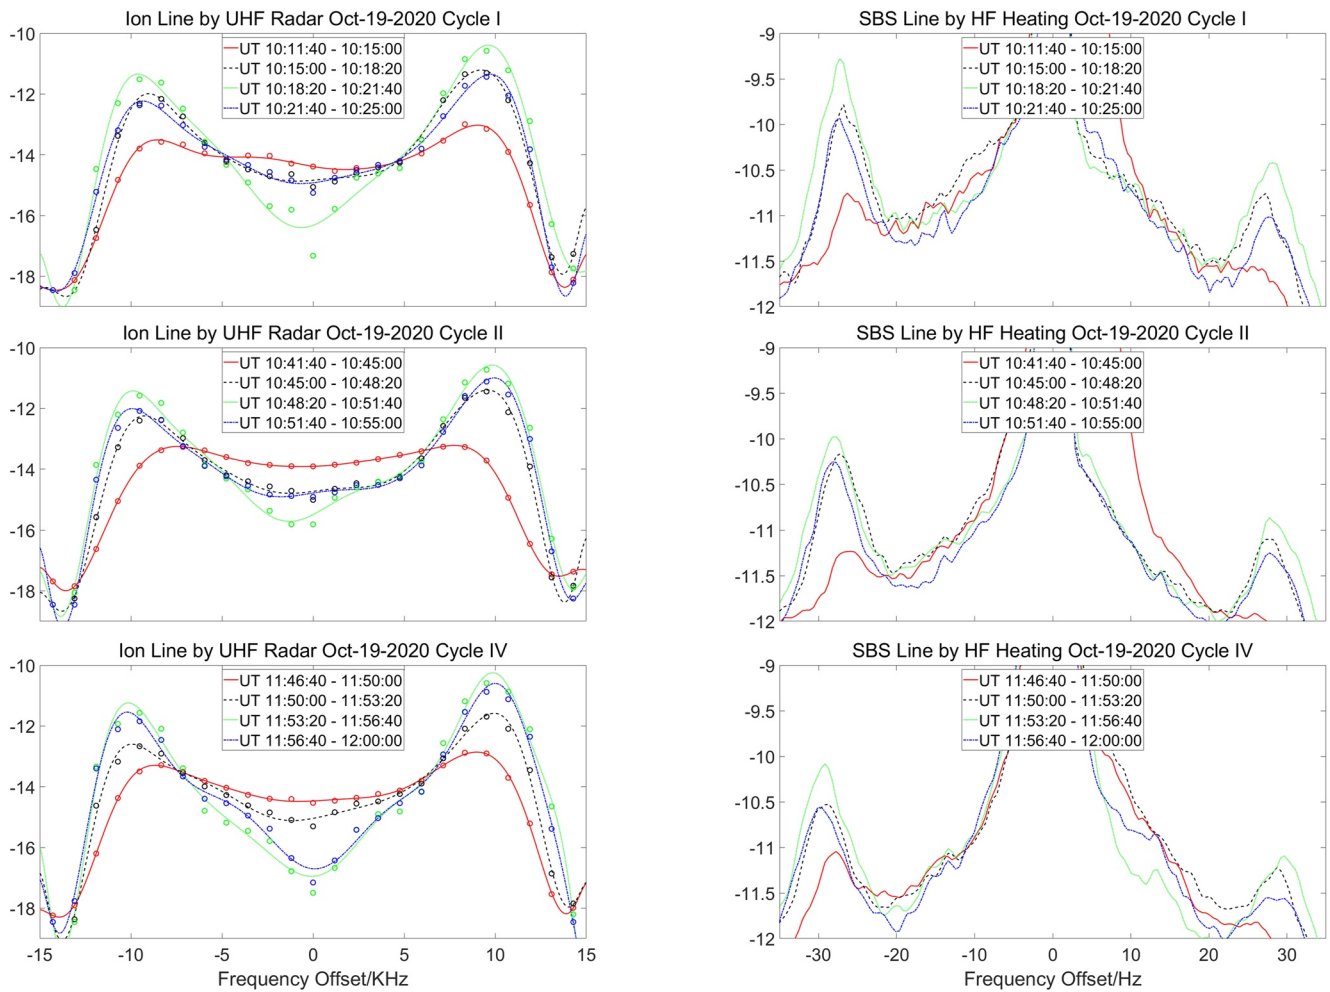 Ion Line by UHF Radar Oct-19-2020 Cycle I
-10
-12
-14
-16
-18
UT 10:11:40 - 10:15:00
UT 10:15:00 - 10:18:20
UT 10:18:20 - 10:21:40
UT 10:21:40 - 10:25:00
SBS Line by HF Heating Oct-19-2020 Cycle I
-9
-9.5
-10
-10.5
-11
-11.5
-12
UT 10:11:40 - 10:15:00
UT 10:15:00 - 10:18:20
UT 10:18:20 - 10:21:40
UT 10:21:40 - 10:25:00
Ion Line by UHF Radar Oct-19-2020 Cycle II
-10
-12
-14
-16
-18
UT 10:41:40 - 10:45:00
UT 10:45:00 - 10:48:20
UT 10:48:20 - 10:51:40
UT 10:51:40 - 10:55:00
SBS Line by HF Heating Oct-19-2020 Cycle II
-9
-9.5
-10
-10.5
-11
-11.5
-12
UT 10:41:40 - 10:45:00
UT 10:45:00 - 10:48:20
UT 10:48:20 - 10:51:40
UT 10:51:40 - 10:55:00
Ion Line by UHF Radar Oct-19-2020 Cycle IV
-10
-12
-14
-16
-18
UT 11:46:40 - 11:50:00
UT 11:50:00 - 11:53:20
UT 11:53:20 - 11:56:40
UT 11:56:40 - 12:00:00
-15 -10 -5 0 5 10 15
Frequency Offset/KHz
SBS Line by HF Heating Oct-19-2020 Cycle IV
-9
-9.5
-10
-10.5
-11
-11.5
-12
UT 11:46:40 - 11:50:00
UT 11:50:00 - 11:53:20
UT 11:53:20 - 11:56:40
UT 11:56:40 - 12:00:00
-30 -20 -10 0 10 20 30
Frequency Offset/Hz